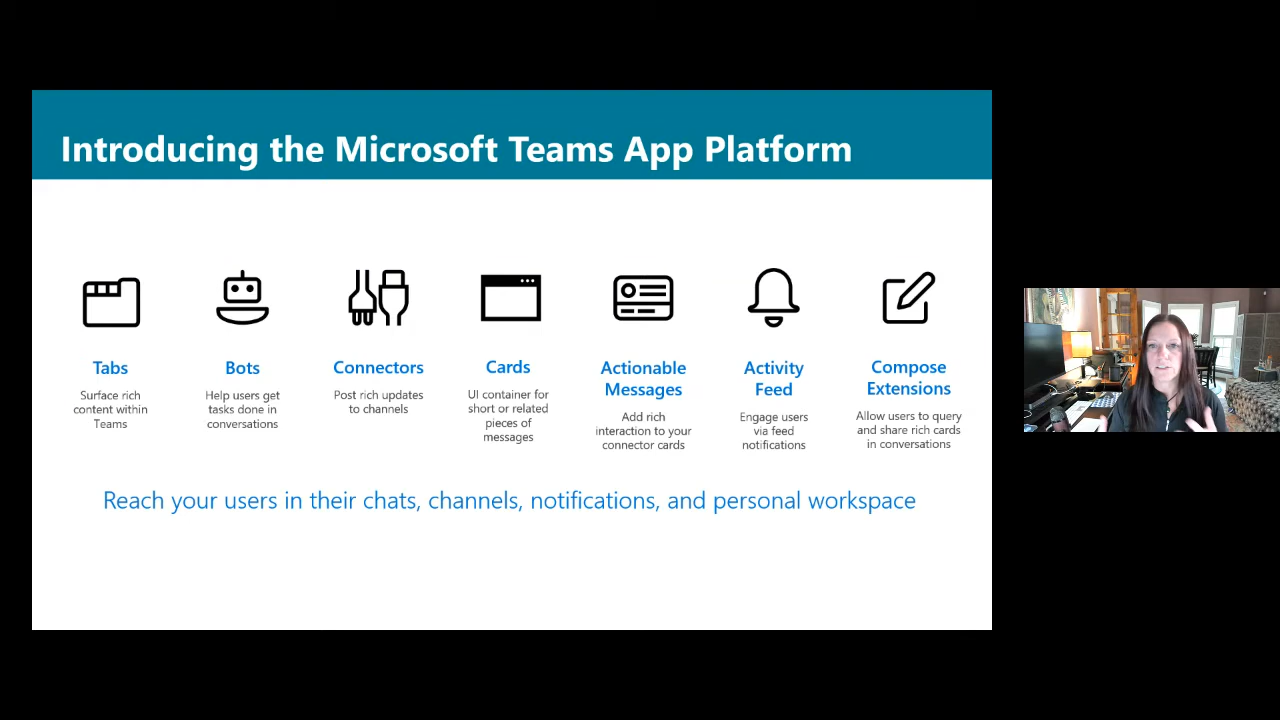 Introducing the Microsoft Teams App Platform
Tabs
Surface rich
content within
Teams
Bots
Help users get
tasks done in
conversations
Connectors
Post rich updates
to channels
Cards
UI container for
short or related
pieces of
messages
Actionable
Messages
Add rich
interaction to your
connector cards
Activity
Feed
Engage users
via feed
notifications
Compose
Extensions
Allow users to query
and share rich cards
in conversations
Reach your users in their chats, channels, notifications, and personal workspace